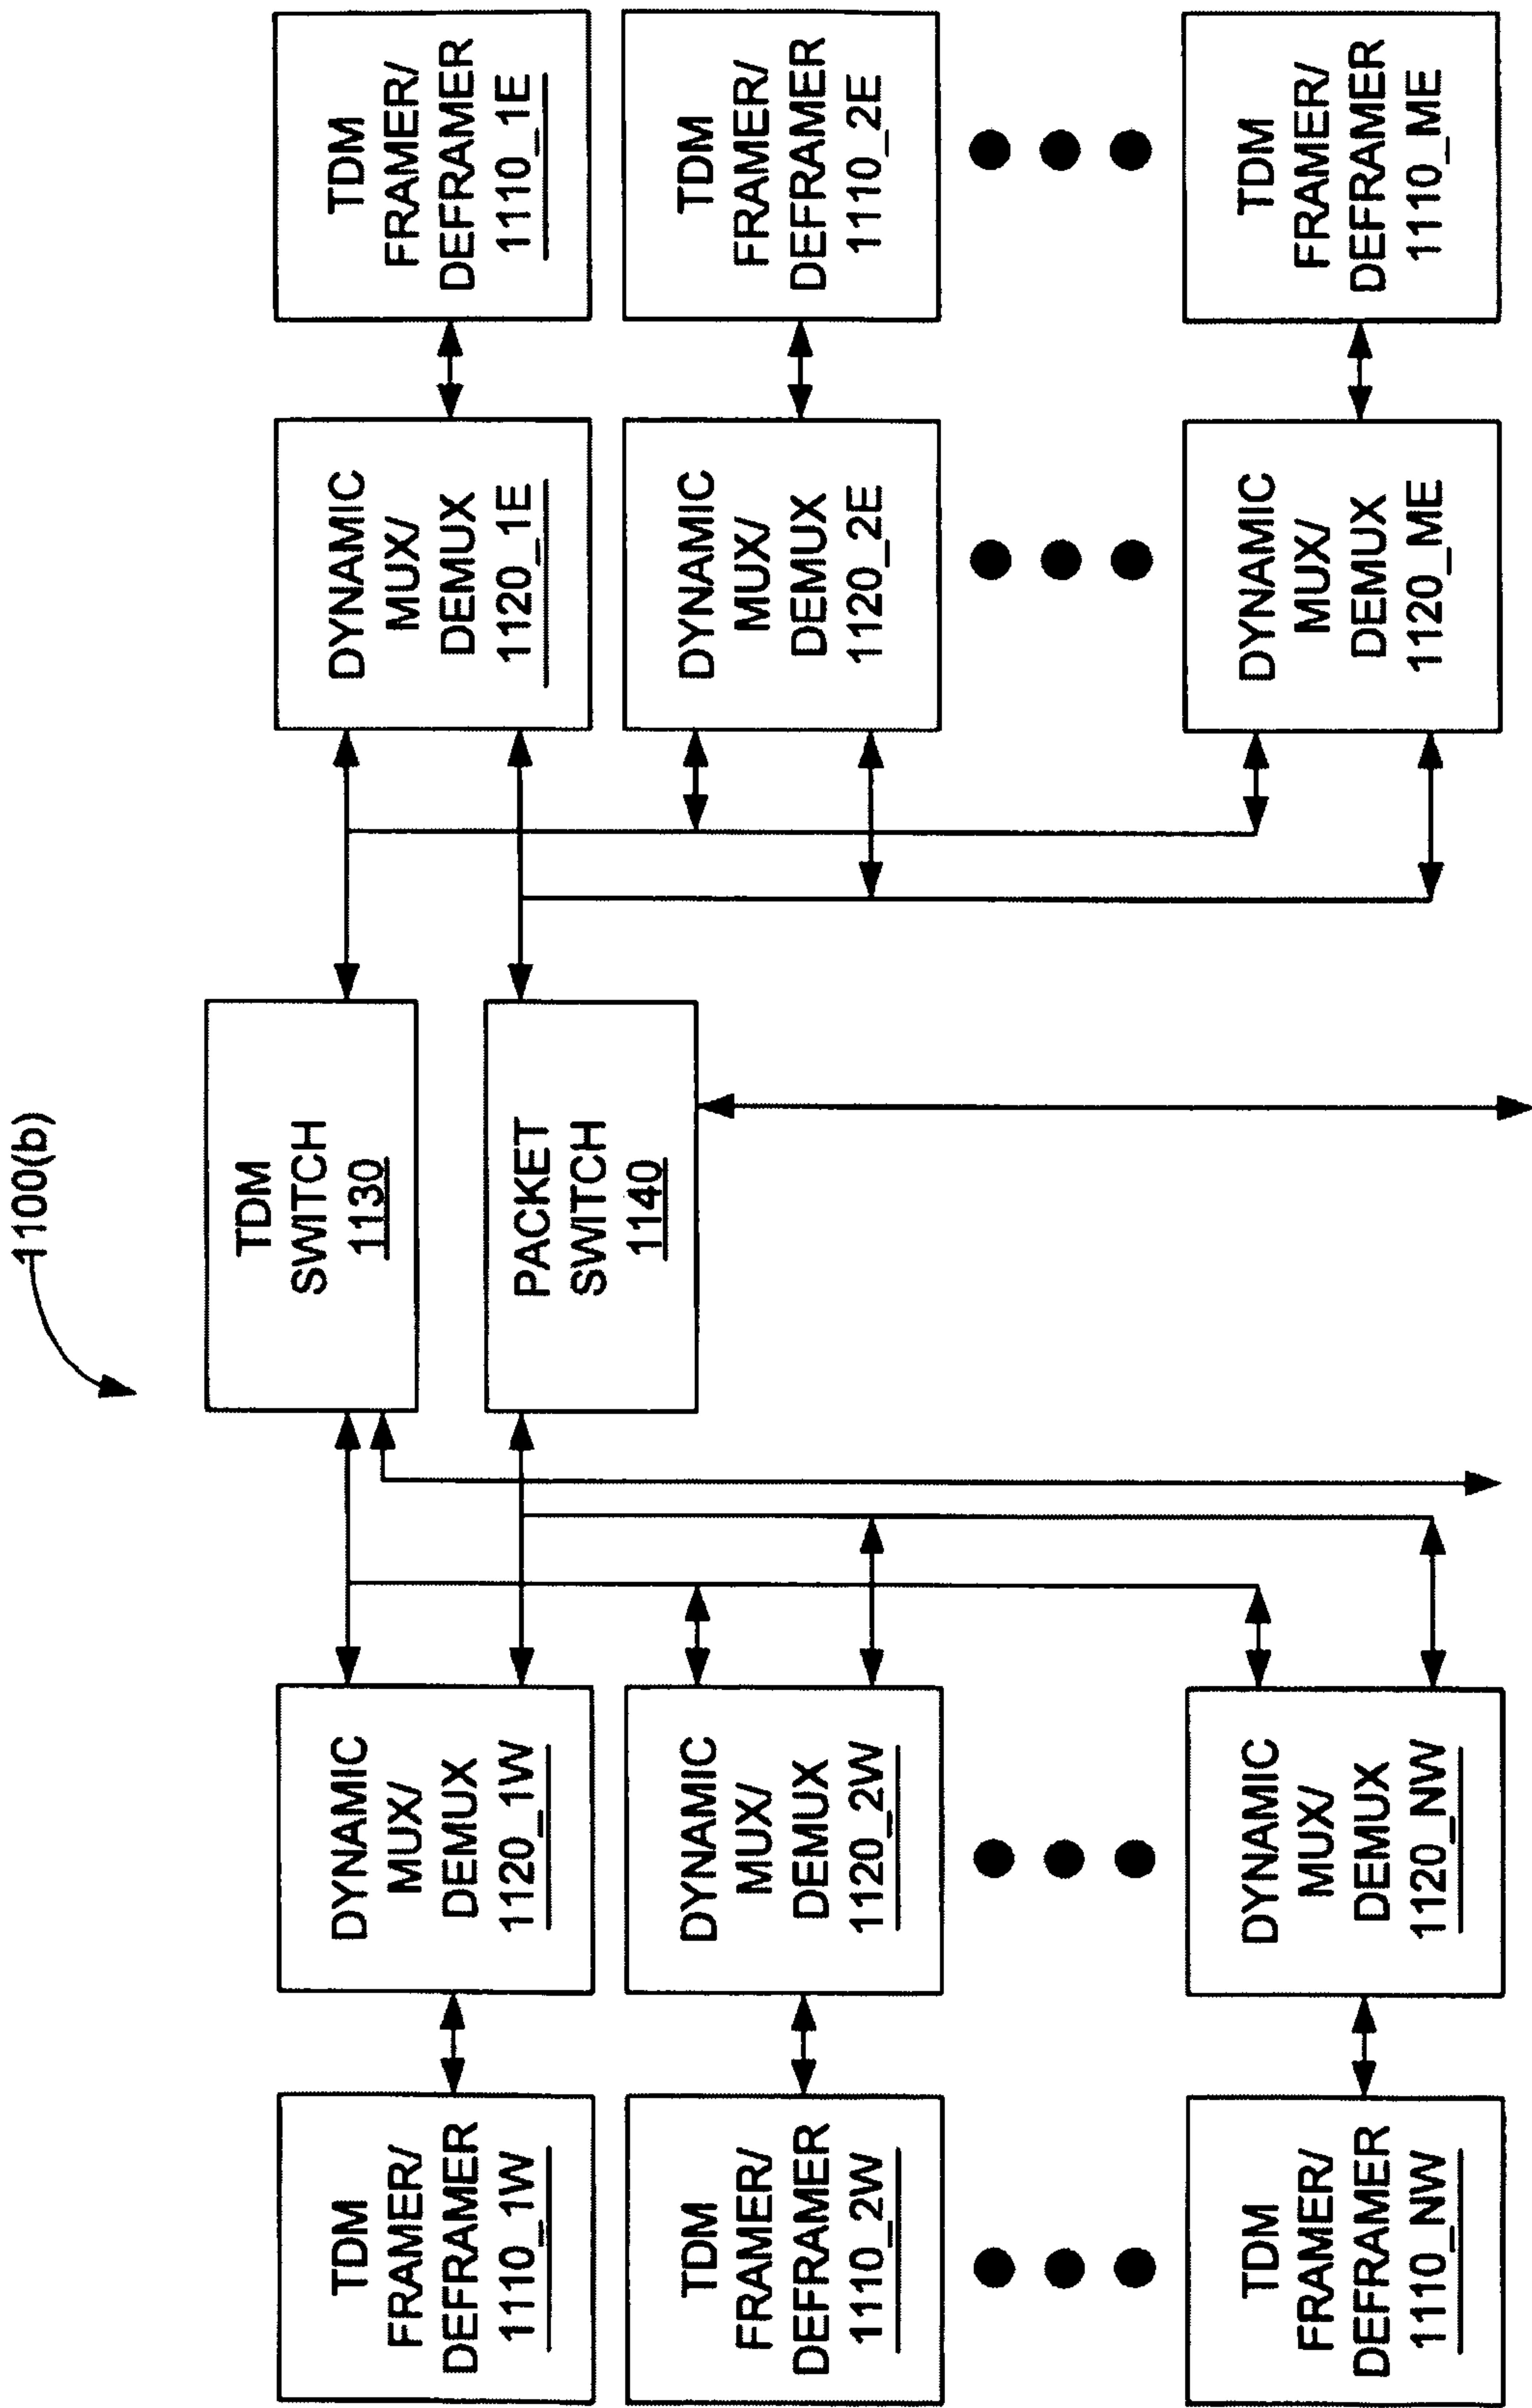 1100(b)
TDM
SWITCH
1130
PACKET
SWITCH
1140
TDM
FRAMER/
DEFRAMER
1110_1W
DYNAMIC
MUX/
DEMUX
1120_1W
DYNAMIC
MUX/
DEMUX
1120_1E
TDM
FRAMER/
DEFRAMER
1110_1E
TDM
FRAMER/
DEFRAMER
1110_2W
DYNAMIC
MUX/
DEMUX
1120_2W
DYNAMIC
MUX/
DEMUX
1120_2E
TDM
FRAMER/
DEFRAMER
1110_2E
TDM
FRAMER/
DEFRAMER
1110_NW
DYNAMIC
MUX/
DEMUX
1120_NW
DYNAMIC
MUX/
DEMUX
1120_ME
TDM
FRAMER/
DEFRAMER
1110_ME